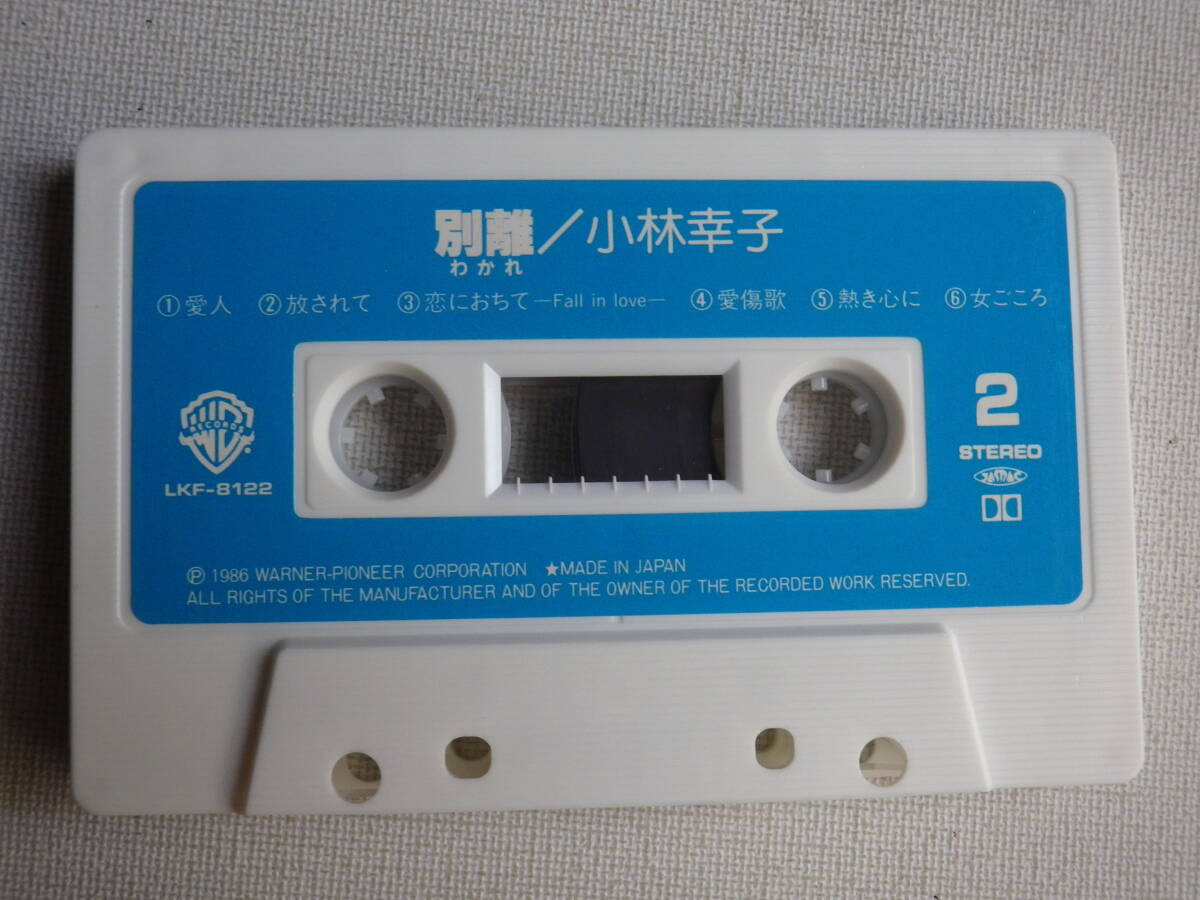 別離／小林幸子
わかれ
①愛人 ②放されて ③恋におちて—Fall in love— ④愛傷歌 ⑤熱き心に ⑥女ごころ
RECORDS
LKF-8122
2
STEREO
JASRAC
Ⓟ 1986 WARNER-PIONEER CORPORATION ★MADE IN JAPAN
ALL RIGHTS OF THE MANUFACTURER AND OF THE OWNER OF THE RECORDED WORK RESERVED.